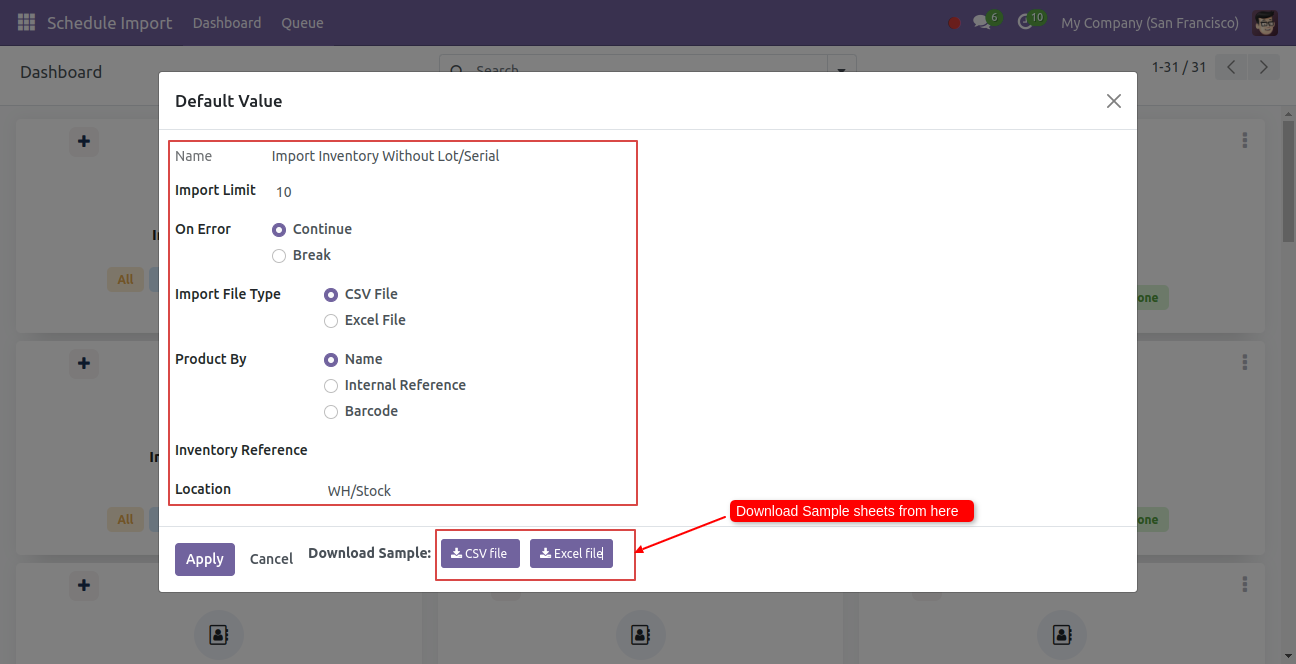 Schedule Import Dashboard Queue 6 10 My Company (San Francisco)
Dashboard Search 1-31 / 31
Default Value
Name Import Inventory Without Lot/Serial
Import Limit 10
On Error Continue
Break
All
Import File Type CSV File
Excel File
Product By Name
Internal Reference
Barcode
Inventory Reference
Location WH/Stock
Download Sample sheets from here
All
Apply Cancel Download Sample: CSV file Excel file